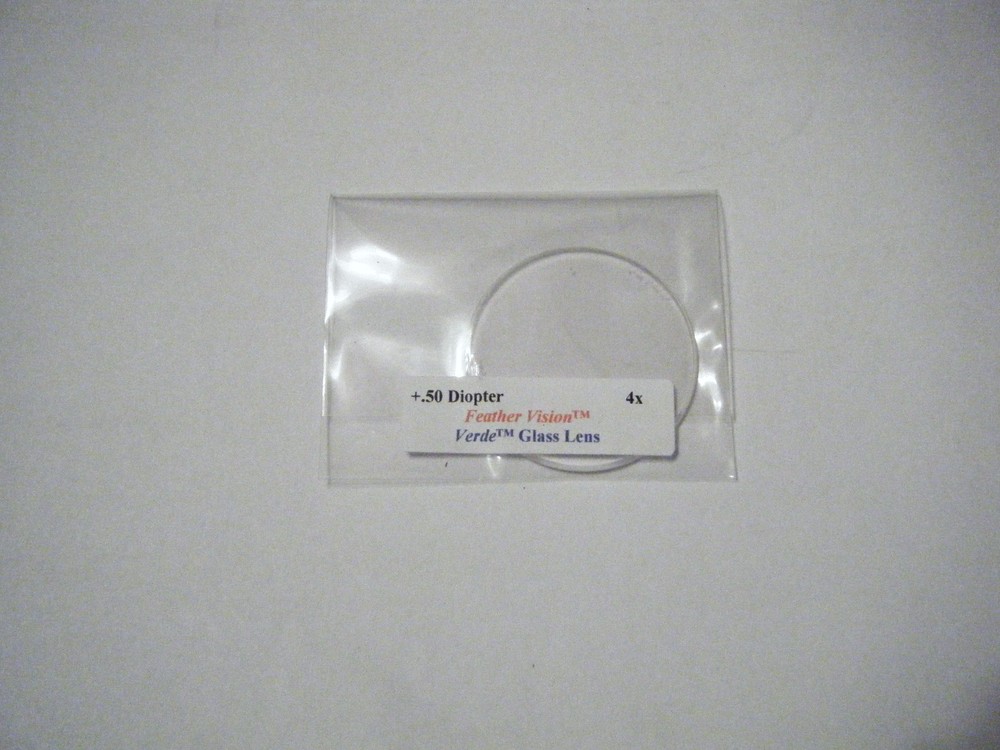 +.50 Diopter 4x
Feather Vision™
Verde™ Glass Lens